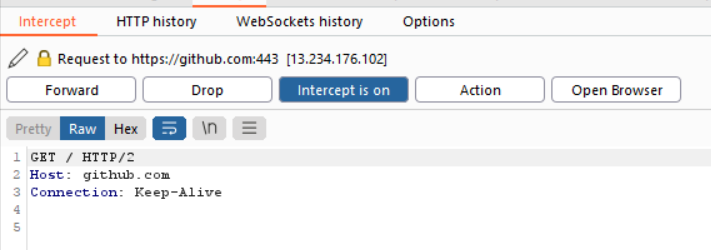 Intercept HTTP history WebSockets history Options
Request to https://github.com:443 [13.234.176.102]
Forward Drop Intercept is on Action Open Browser
Pretty Raw Hex \n
1 GET / HTTP/2
2 Host: github.com
3 Connection: Keep-Alive
4
5